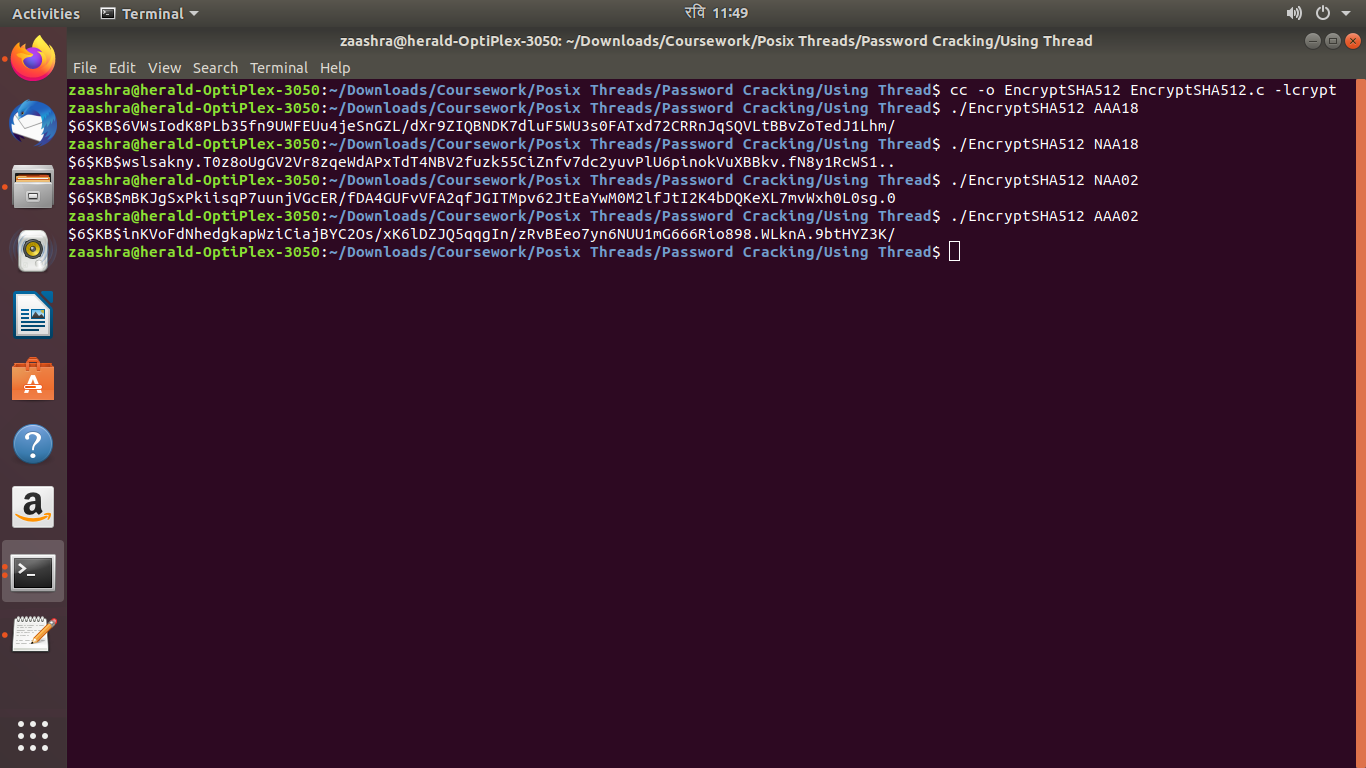 Activities Terminal रवि 11:49
zaashra@herald-OptiPlex-3050: ~/Downloads/Coursework/Posix Threads/Password Cracking/Using Thread
File Edit View Search Terminal Help
zaashra@herald-OptiPlex-3050:~/Downloads/Coursework/Posix Threads/Password Cracking/Using Thread$ cc -o EncryptSHA512 EncryptSHA512.c -lcrypt
zaashra@herald-OptiPlex-3050:~/Downloads/Coursework/Posix Threads/Password Cracking/Using Thread$ ./EncryptSHA512 AAA18
$6$KB$6VWsIodK8PLb35fn9UWFEUu4jeSnGZL/dXr9ZIQBNDK7dluF5WU3s0FATxd72CRRnJqSQVLtBBvZoTedJ1Lhm/
zaashra@herald-OptiPlex-3050:~/Downloads/Coursework/Posix Threads/Password Cracking/Using Thread$ ./EncryptSHA512 NAA18
$6$KB$wslsakny.T0z8oUgGV2Vr8zqeWdAPxTdT4NBV2fuzk55CiZnfv7dc2yuvPlU6pinokVuXBBkv.fN8y1RcWS1..
zaashra@herald-OptiPlex-3050:~/Downloads/Coursework/Posix Threads/Password Cracking/Using Thread$ ./EncryptSHA512 NAA02
$6$KB$mBKJgSxPkiisqP7uunjVGcER/fDA4GUFvVFA2qfJGITMpv62JtEaYwM0M2lfJtI2K4bDQKeXL7mvWxh0L0sg.0
zaashra@herald-OptiPlex-3050:~/Downloads/Coursework/Posix Threads/Password Cracking/Using Thread$ ./EncryptSHA512 AAA02
$6$KB$inKVoFdNhedgkapWziCiajBYC2Os/xK6lDZJQ5qqgIn/zRvBEeo7yn6NUU1mG666Rio898.WLknA.9btHYZ3K/
zaashra@herald-OptiPlex-3050:~/Downloads/Coursework/Posix Threads/Password Cracking/Using Thread$